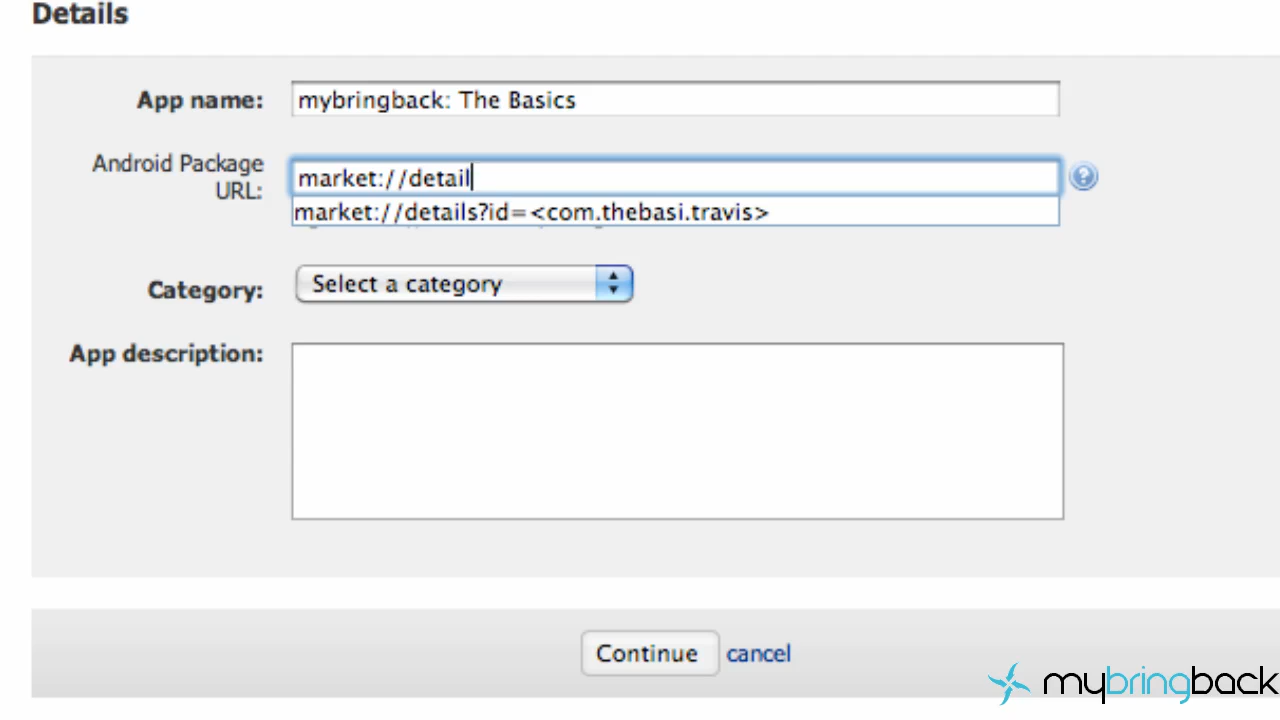 Details
App name:
mybringback: The Basics
Android Package
URL:
market://detail
market://details?id=<com.thebasi.travis>
Category:
Select a category
App description:
Continue
cancel
mybringback